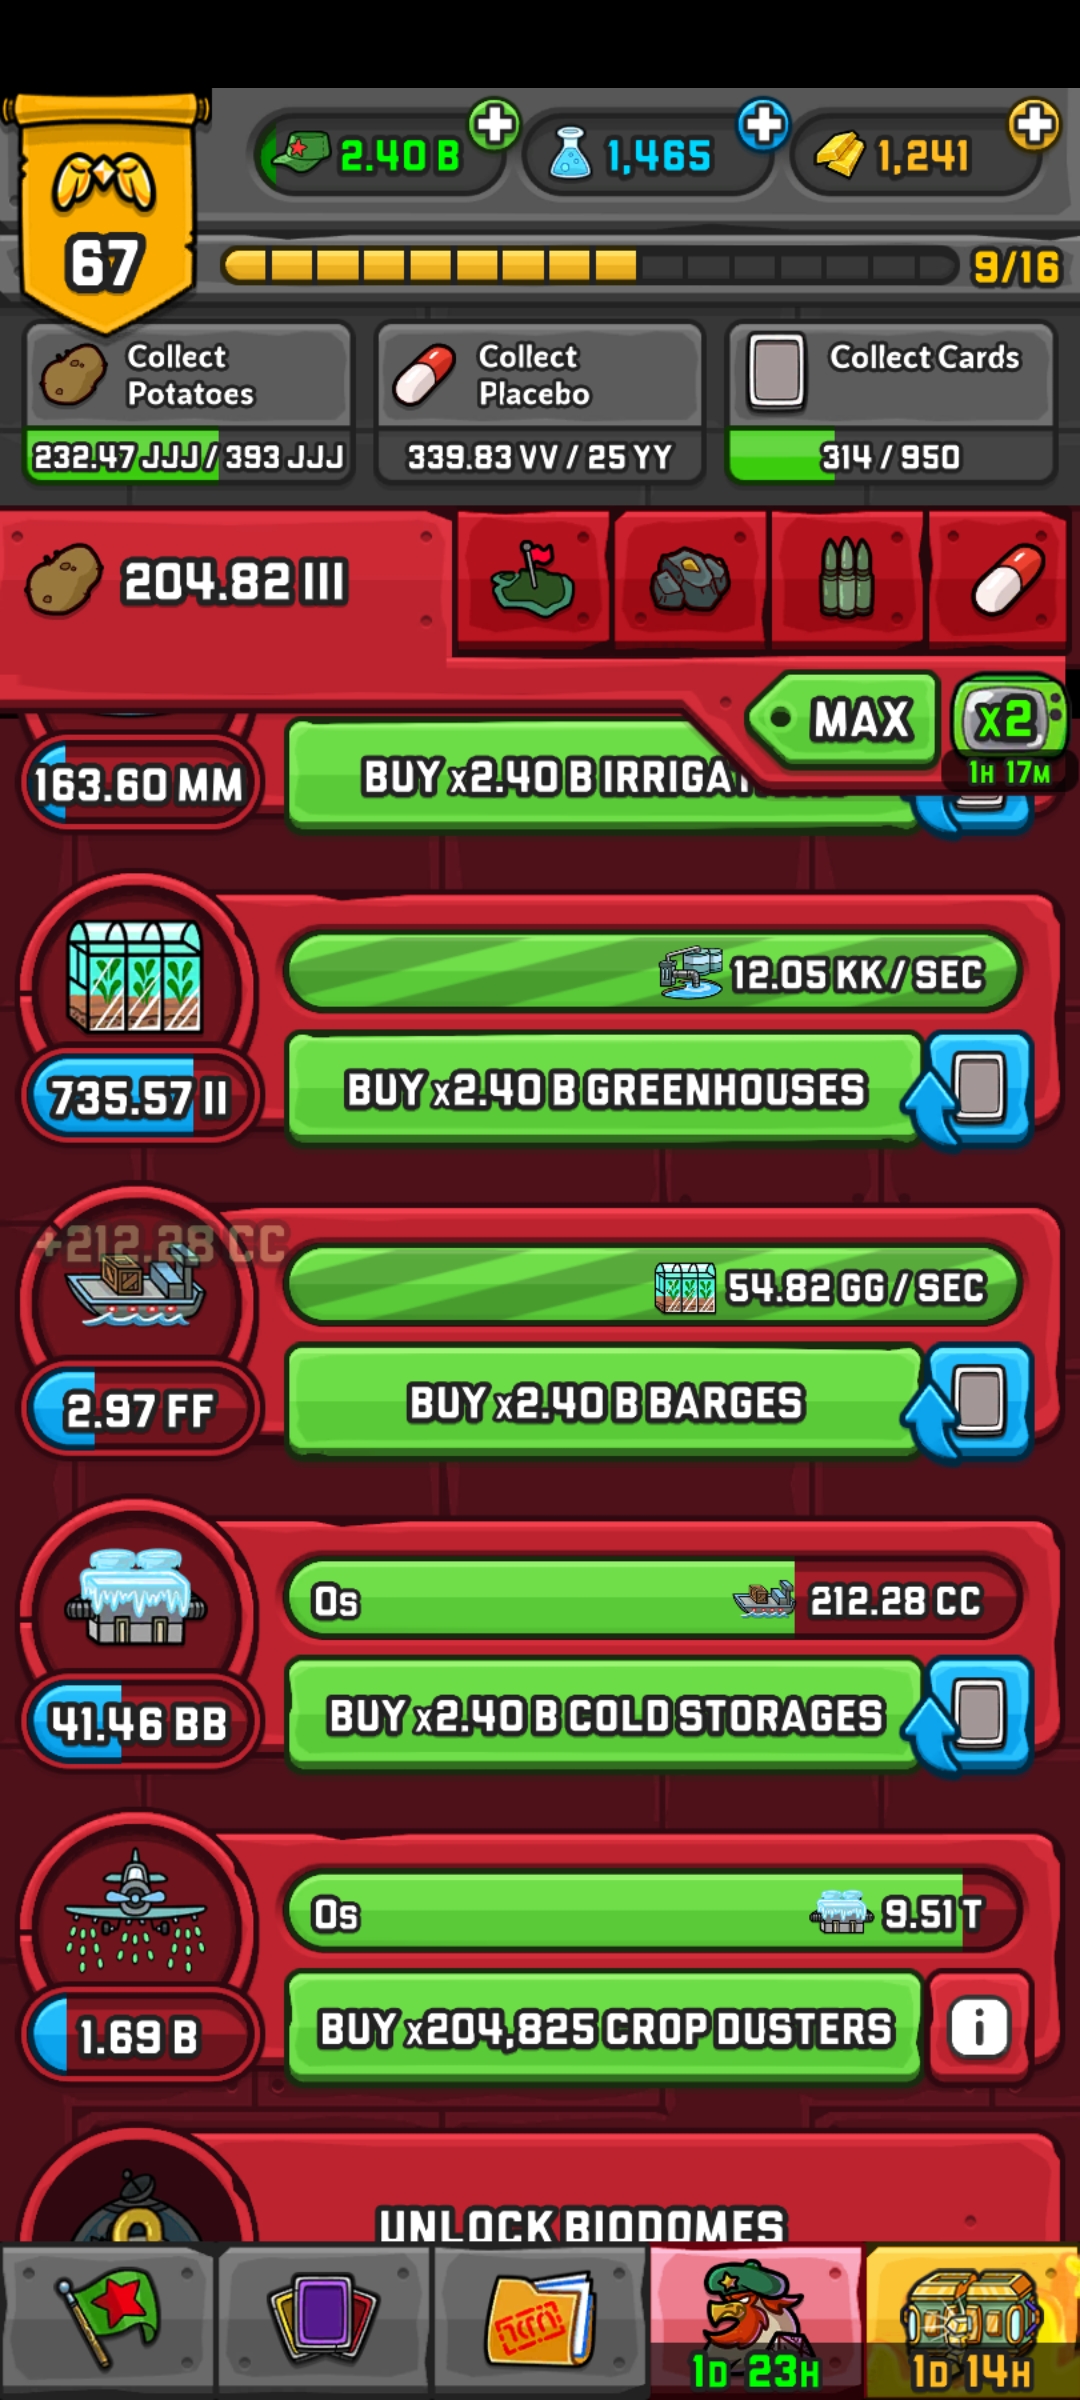 2.40 B
1,465
1,241
67
9/16
Collect
Potatoes
232.47 JJJ / 393 JJJ
Collect
Placebo
339.83 VV / 25 YY
Collect Cards
314 / 950
204.82 III
MAX
x2
1H 17M
163.60 MM
BUY x2.40 B
12.05 KK / SEC
735.57 II
BUY x2.40 B GREENHOUSES
+212.28 CC
54.82 GG / SEC
2.97 FF
BUY x2.40 B BARGES
0s
212.28 CC
41.46 BB
BUY x2.40 B COLD STORAGES
0s
9.51 T
1.69 B
BUY x204,825 CROP DUSTERS
i
UNLOCK BIODOMES
1D 23H
1D 14H